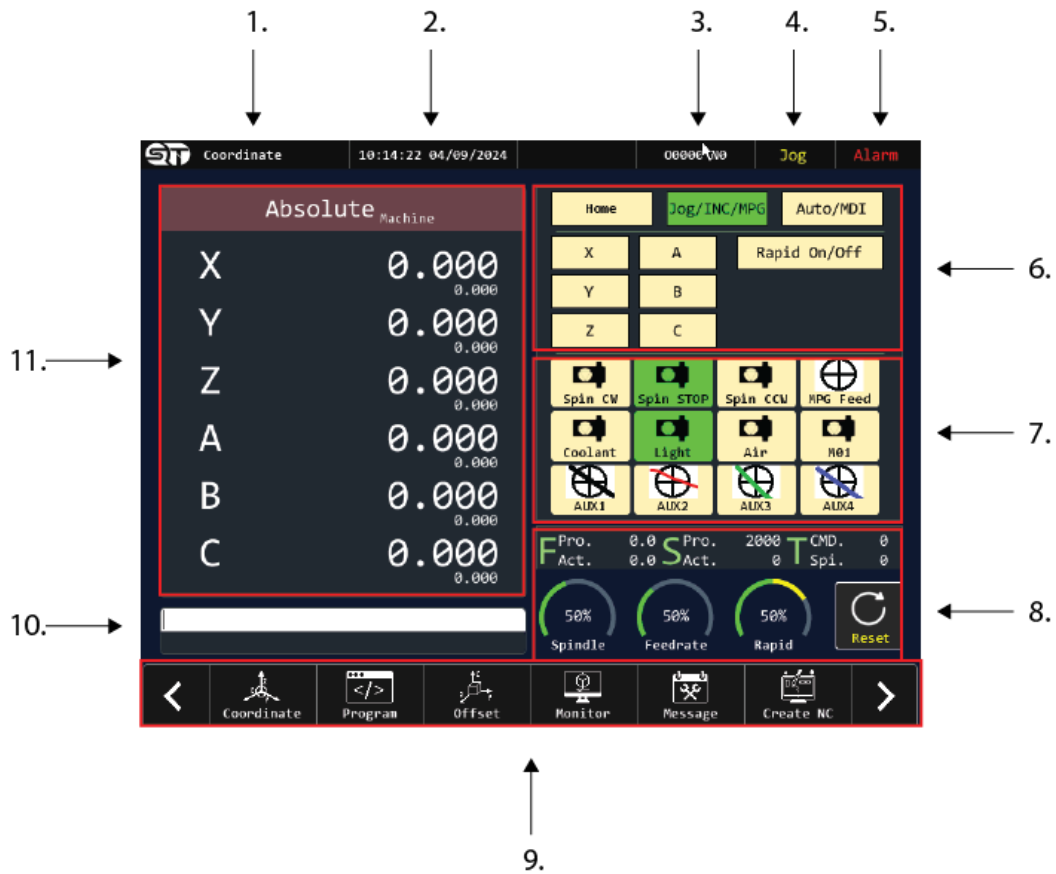 1. 2. 3. 4. 5.
ST Coordinate 10:14:22 04/09/2024 O0000 N0 Jog Alarm
Absolute Machine
X 0.000
0.000
Y 0.000
0.000
Z 0.000
0.000
A 0.000
0.000
B 0.000
0.000
C 0.000
0.000
11.
10.
Home Jog/INC/MPG Auto/MDI
X A Rapid On/Off
Y B
Z C
6.
Spin CW Spin STOP Spin CCW MPG Feed
Coolant Light Air M01
AUX1 AUX2 AUX3 AUX4
7.
F Pro. 0.0 S Pro. 2000 T CMD. 0
Act. 0.0 Act. 0 Spi. 0
50% 50% 50%
Spindle Feedrate Rapid Reset
8.
Coordinate </> Program Offset Monitor Message Create NC
9.